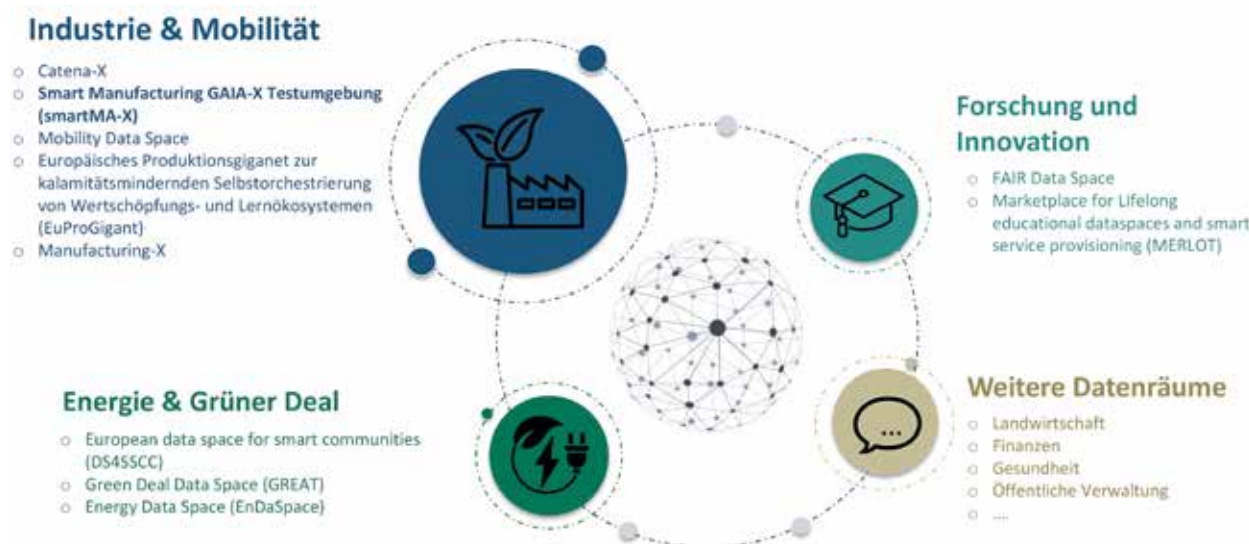 Industrie & Mobilität
o Catena-X
o Smart Manufacturing GAIA-X Testumgebung
(smartMA-X)
o Mobility Data Space
o Europäisches Produktionsgiganet zur
kalamitätsmindernden Selbstorchestrierung
von Wertschöpfungs- und Lernökosystemen
(EuProGigant)
o Manufacturing-X
Forschung und
Innovation
o FAIR Data Space
o Marketplace for Lifelong
educational dataspaces and smart
service provisioning (MERLOT)
Energie & Grüner Deal
o European data space for smart communities
(DS4SSCC)
o Green Deal Data Space (GREAT)
o Energy Data Space (EnDaSpace)
...
Weitere Datenräume
o Landwirtschaft
o Finanzen
o Gesundheit
o Öffentliche Verwaltung
o ....